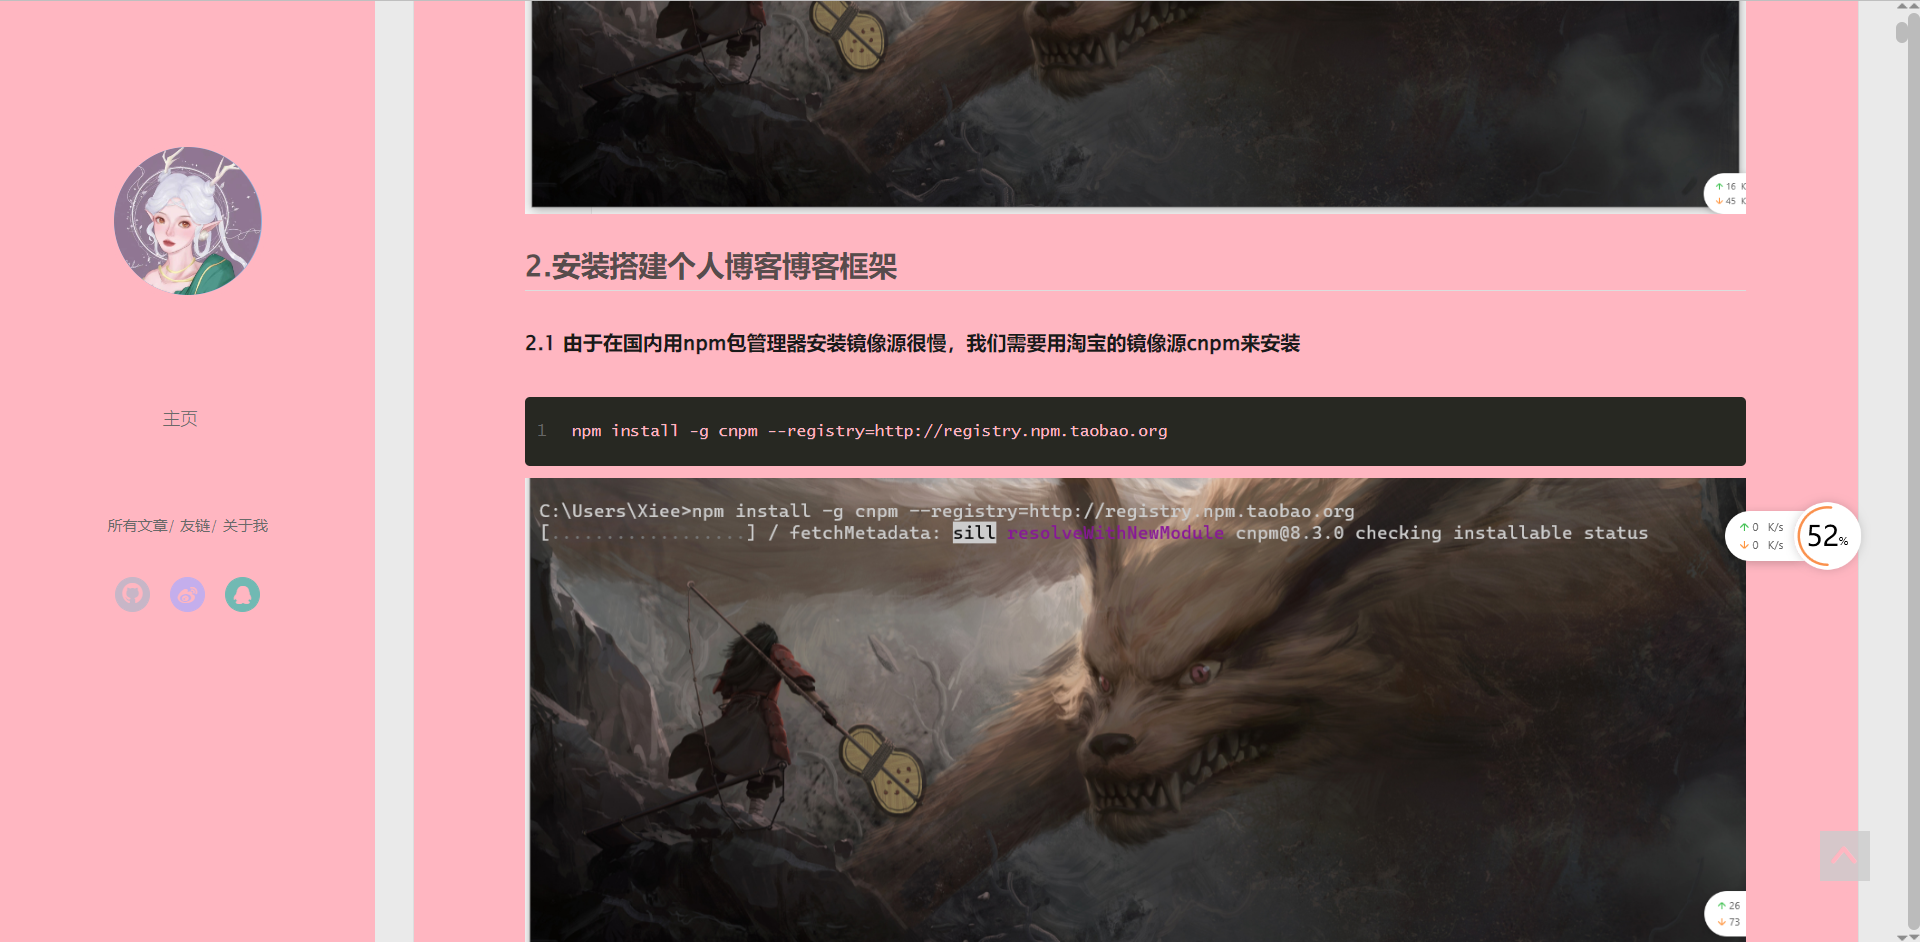 主页
所有文章/ 友链/ 关于我
↑ 16 K
↓ 45 K
2.安装搭建个人博客博客框架
2.1 由于在国内用npm包管理器安装镜像源很慢，我们需要用淘宝的镜像源cnpm来安装
1 npm install -g cnpm --registry=http://registry.npm.taobao.org
C:\Users\Xiee>npm install -g cnpm --registry=http://registry.npm.taobao.org
[..................] / fetchMetadata: sill resolveWithNewModule cnpm@8.3.0 checking installable status
↑ 0 K/s
↓ 0 K/s
52%
↑ 26
↓ 73